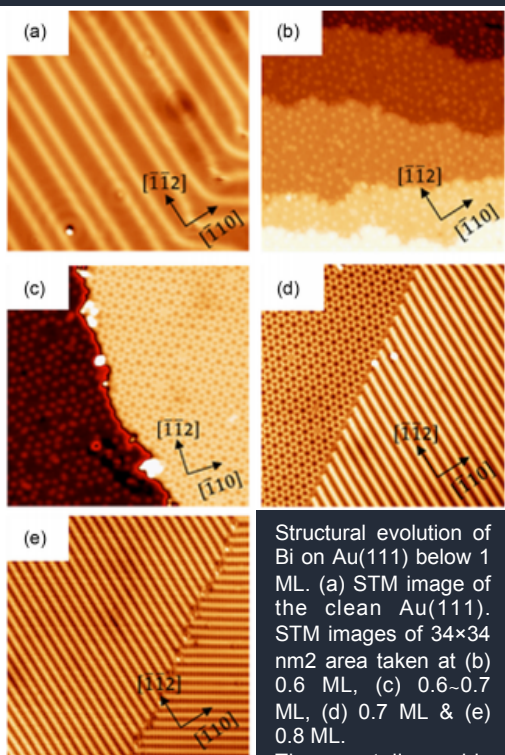 (a)
[1̅1̅2]
[1̅10]
(b)
[1̅1̅2]
[1̅10]
(c)
[1̅1̅2]
[1̅10]
(d)
[1̅1̅2]
[1̅10]
(e)
[1̅1̅2]
[1̅10]
Structural evolution of
Bi on Au(111) below 1
ML. (a) STM image of
the clean Au(111).
STM images of 34×34
nm2 area taken at (b)
0.6 ML, (c) 0.6~0.7
ML, (d) 0.7 ML & (e)
0.8 ML.